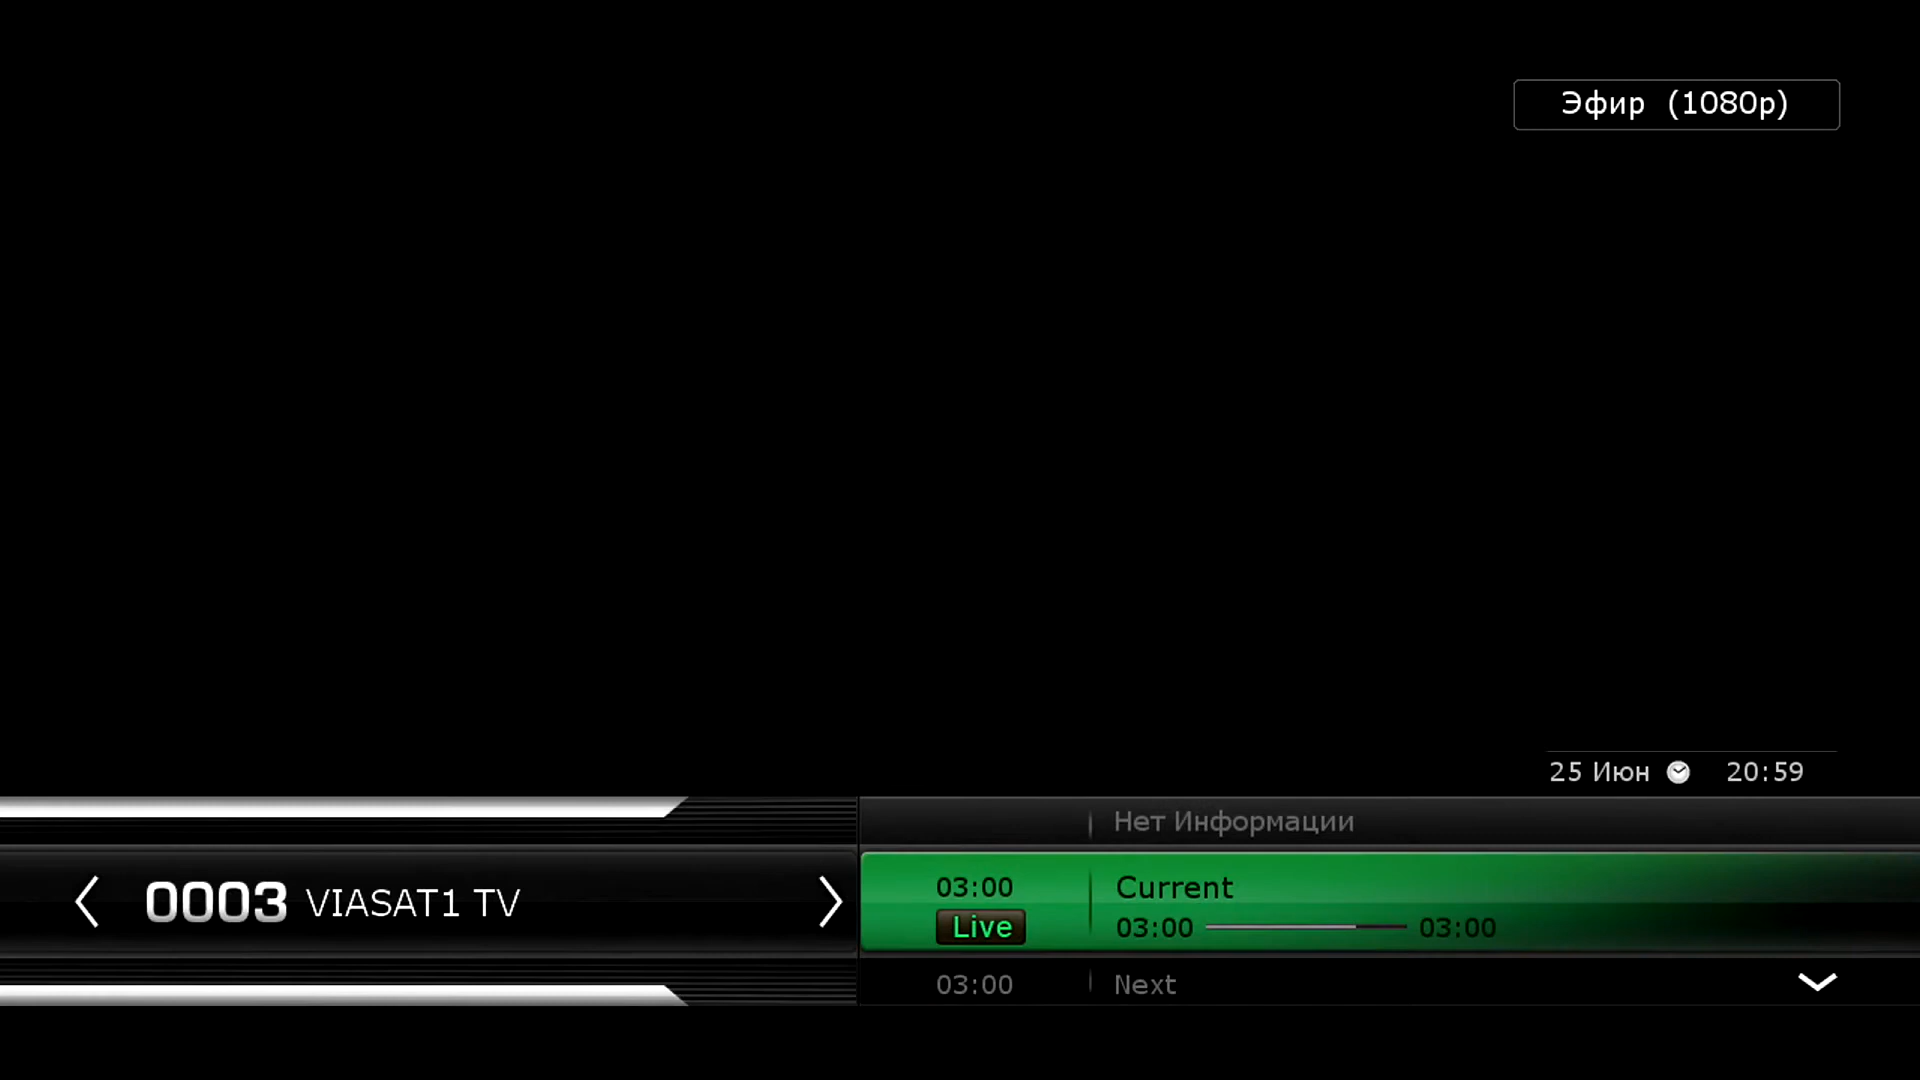 Эфир (1080p)
25 Июн 20:59
Нет Информации
0003 VIASAT1 TV
03:00 Current
Live 03:00 03:00
03:00 Next